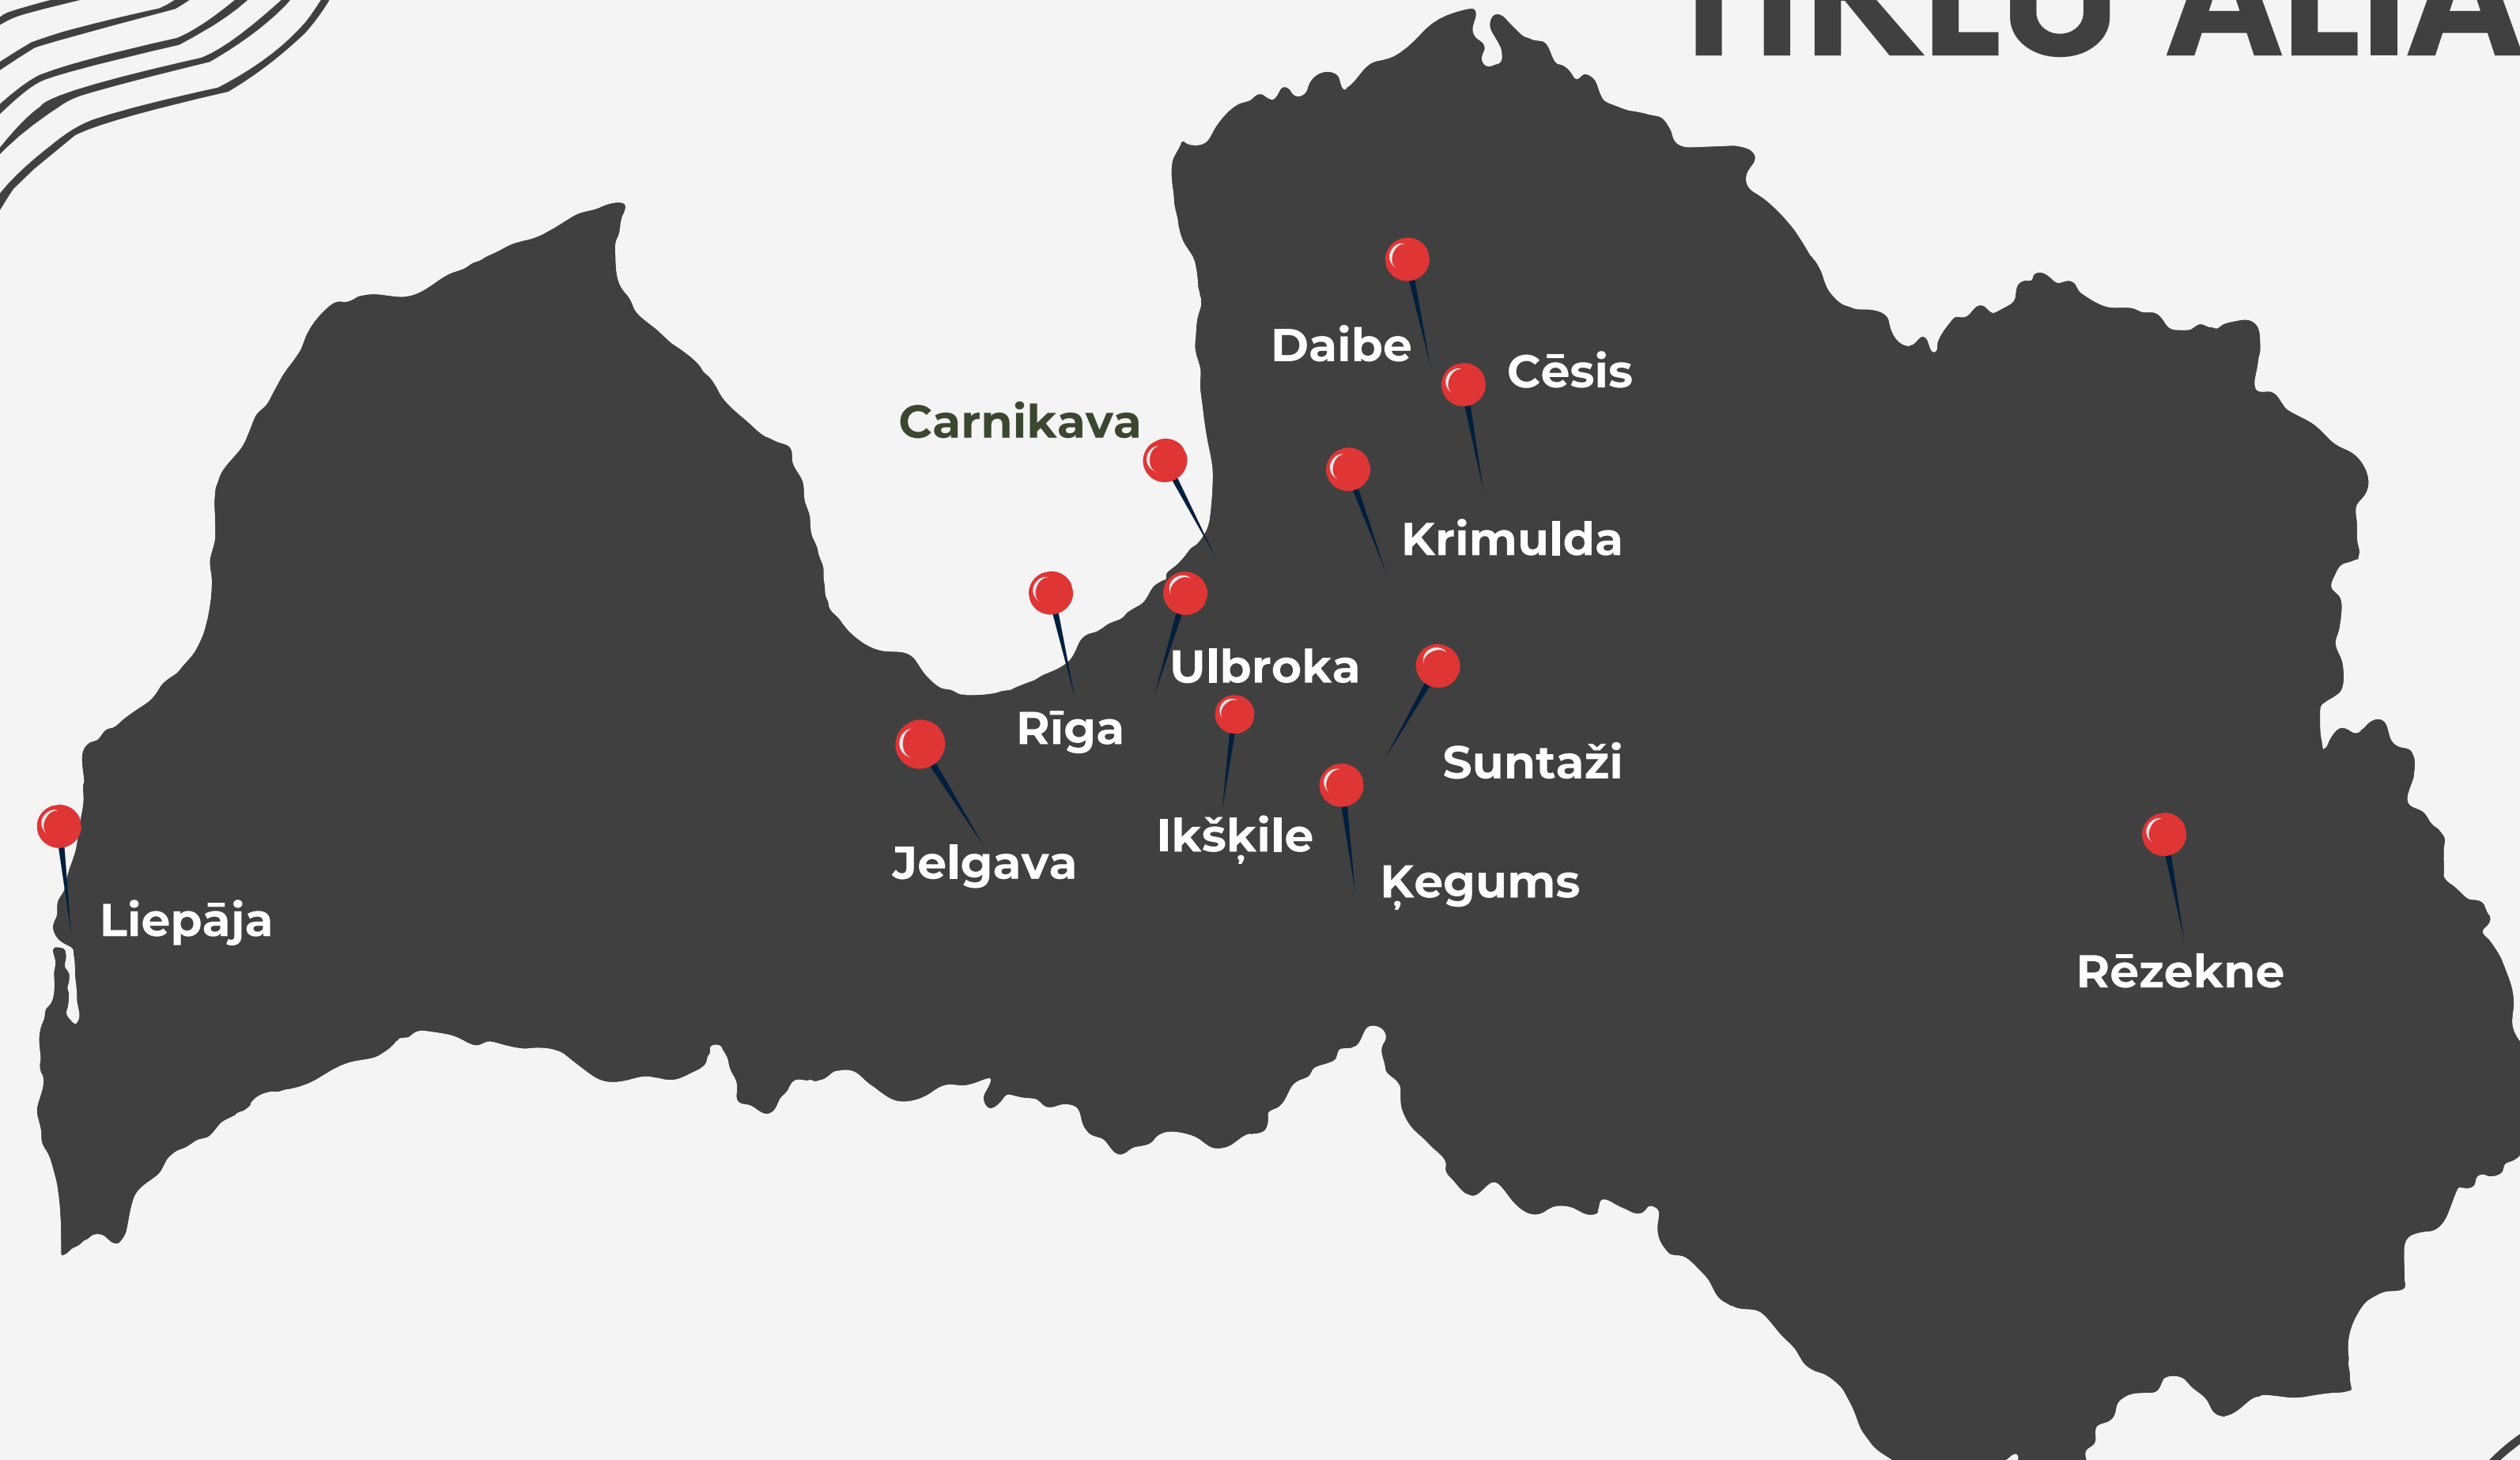 Daibe
Cēsis
Carnikava
Krimulda
Ulbroka
Rīga
Suntaži
Jelgava
Ikšķile
Ķegums
Liepāja
Rēzekne